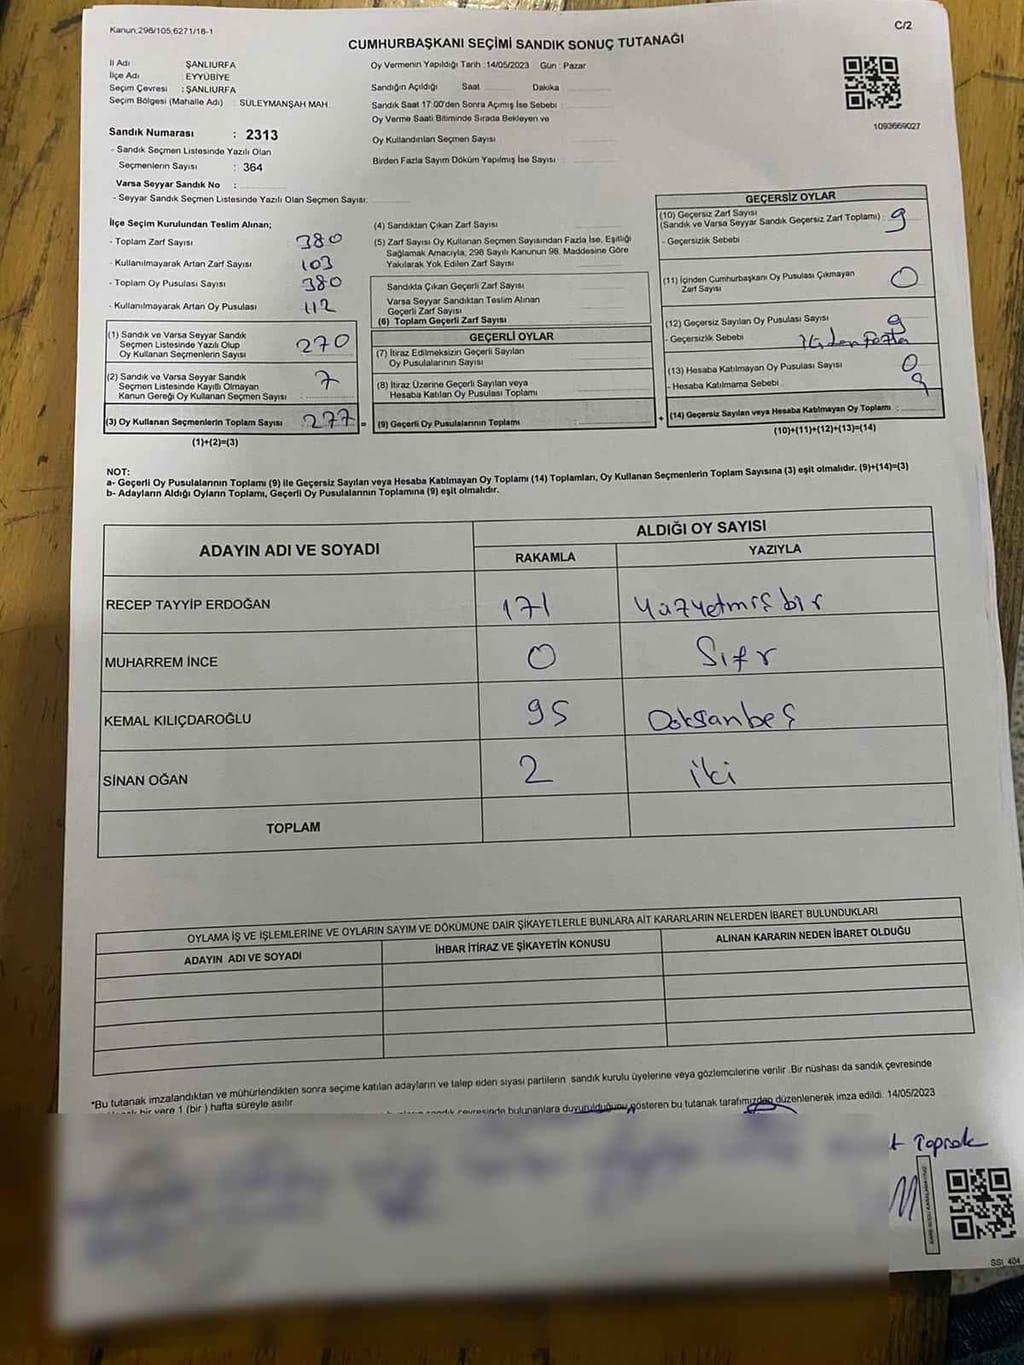 Kanun:298/105,6271/18-1
C/2
CUMHURBAŞKANI SEÇİMİ SANDIK SONUÇ TUTANAĞI
İl Adı ŞANLIURFA
İlçe Adı EYYÜBİYE
Seçim Çevresi : ŞANLIURFA
Seçim Bölgesi (Mahalle Adı) : SÜLEYMANŞAH MAH.
Sandık Numarası : 2313
- Sandık Seçmen Listesinde Yazılı Olan
Seçmenlerin Sayısı : 364
Varsa Seyyar Sandık No :
- Seyyar Sandık Seçmen Listesinde Yazılı Olan Seçmen Sayısı:
Oy Vermenin Yapıldığı Tarih :14/05/2023 Gün : Pazar
Sandığın Açıldığı Saat Dakika
Sandık Saat 17:00'den Sonra Açımış İse Sebebi
Oy Verme Saati Bitiminde Sırada Bekleyen ve
Oy Kullandırılan Seçmen Sayısı
Birden Fazla Sayım Döküm Yapılmış İse Sayısı
1093669027
İlçe Seçim Kurulundan Teslim Alınan;
- Toplam Zarf Sayısı 380
- Kullanılmayarak Artan Zarf Sayısı 103
- Toplam Oy Pusulası Sayısı 380
- Kullanılmayarak Artan Oy Pusulası 112
(1) Sandık ve Varsa Seyyar Sandık
Seçmen Listesinde Yazılı Olup
Oy Kullanan Seçmenlerin Sayısı 270
(2) Sandık ve Varsa Seyyar Sandık
Seçmen Listesinde Kayıtlı Olmayan
Kanun Gereği Oy Kullanan Seçmen Sayısı : 7
(3) Oy Kullanan Seçmenlerin Toplam Sayısı : 277 =
(1)+(2)=(3)
(4) Sandıktan Çıkan Zarf Sayısı
(5) Zarf Sayısı Oy Kullanan Seçmen Sayısından Fazla İse, Eşitliği
Sağlamak Amacıyla, 298 Sayılı Kanunun 98. Maddesine Göre
Yakılarak Yok Edilen Zarf Sayısı
Sandıkta Çıkan Geçerli Zarf Sayısı
Varsa Seyyar Sandıktan Teslim Alınan
Geçerli Zarf Sayısı
(6) Toplam Geçerli Zarf Sayısı
GEÇERLİ OYLAR
(7) İtiraz Edilmeksizin Geçerli Sayılan
Oy Pusulalarının Sayısı
(8) İtiraz Üzerine Geçerli Sayılan veya
Hesaba Katılan Oy Pusulası Toplamı
(9) Geçerli Oy Pusulalarının Toplamı : +
GEÇERSİZ OYLAR
(10) Geçersiz Zarf Sayısı
(Sandık ve Varsa Seyyar Sandık Geçersiz Zarf Toplamı) : 9
- Geçersizlik Sebebi
(11) İçinden Cumhurbaşkanı Oy Pusulası Çıkmayan
Zarf Sayısı 0
(12) Geçersiz Sayılan Oy Pusulası Sayısı 9
- Geçersizlik Sebebi
(13) Hesaba Katılmayan Oy Pusulası Sayısı 0
- Hesaba Katılmama Sebebi 9
(14) Geçersiz Sayılan veya Hesaba Katılmayan Oy Toplamı :
(10)+(11)+(12)+(13)=(14)
NOT:
a- Geçerli Oy Pusulalarının Toplamı (9) ile Geçersiz Sayılan veya Hesaba Katılmayan Oy Toplamı (14) Toplamları, Oy Kullanan Seçmenlerin Toplam Sayısına (3) eşit olmalıdır. (9)+(14)=(3)
b- Adayların Aldığı Oyların Toplamı, Geçerli Oy Pusulalarının Toplamına (9) eşit olmalıdır.
ADAYIN ADI VE SOYADI ALDIĞI OY SAYISI
RAKAMLA YAZIYLA
RECEP TAYYİP ERDOĞAN 171 Yüzyetmiş bir
MUHARREM İNCE 0 Sıfır
KEMAL KILIÇDAROĞLU 95 Doksanbeş
SİNAN OĞAN 2 iki
TOPLAM
OYLAMA İŞ VE İŞLEMLERİNE VE OYLARIN SAYIM VE DÖKÜMÜNE DAİR ŞİKAYETLERLE BUNLARA AİT KARARLARIN NELERDEN İBARET BULUNDUKLARI
ADAYIN ADI VE SOYADI İHBAR İTİRAZ VE ŞİKAYETİN KONUSU ALINAN KARARIN NEDEN İBARET OLDUĞU
*Bu tutanak imzalandıktan ve mühürlendikten sonra seçime katılan adayların ve talep eden siyasi partilerin sandık kurulu üyelerine veya gözlemcilerine verilir .Bir nüshası da sandık çevresinde
bir yere 1 (bir ) hafta süreyle asılır.
sandık çevresinde bulunanlara duyurulduğunu gösteren bu tutanak tarafımızdan düzenlenerek imza edildi. 14/05/2023
Toprak
SSI_404